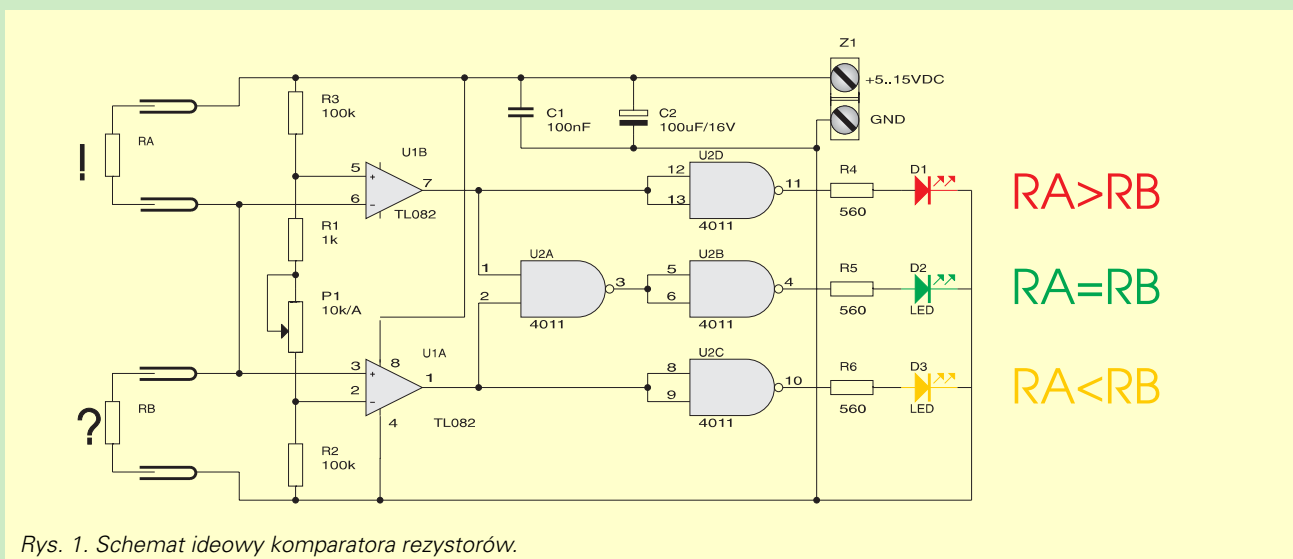 Z1
+5..15VDC
GND
R3
100k
C1
100nF
C2
100uF/16V
RA
!
U1B
5
+
6
-
7
TL082
R1
1k
P1
10k/A
U2D
12
13
11
4011
R4
560
D1
RA>RB
U2A
1
2
3
4011
U2B
5
6
4
4011
R5
560
D2
LED
RA=RB
U1A
3
+
2
-
8
1
4
TL082
U2C
8
9
10
4011
R6
560
D3
LED
RA<RB
RB
?
R2
100k
Rys. 1. Schemat ideowy komparatora rezystorów.